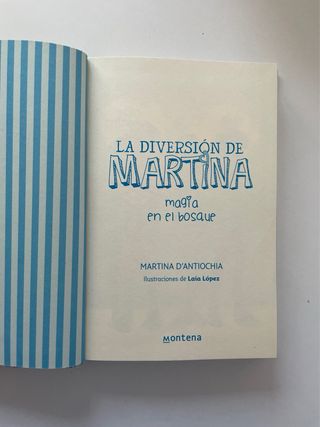 LA DIVERSIÓN DE
MARTINA
magia
en el bosque
MARTINA D'ANTIOCHIA
Ilustraciones de Laia López
Montena